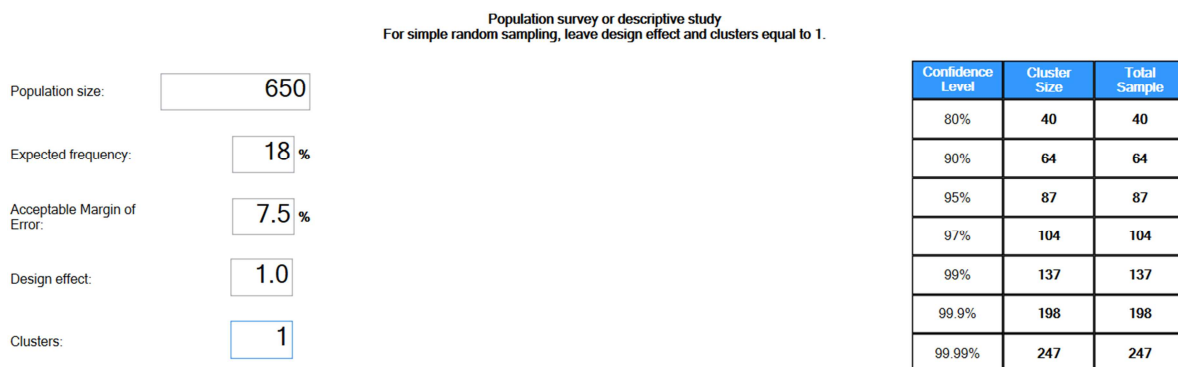 Population survey or descriptive study
For simple random sampling, leave design effect and clusters equal to 1.
Population size: 650
Expected frequency: 18 %
Acceptable Margin of
Error: 7.5 %
Design effect: 1.0
Clusters: 1
Confidence Level Cluster Size Total Sample
80% 40 40
90% 64 64
95% 87 87
97% 104 104
99% 137 137
99.9% 198 198
99.99% 247 247